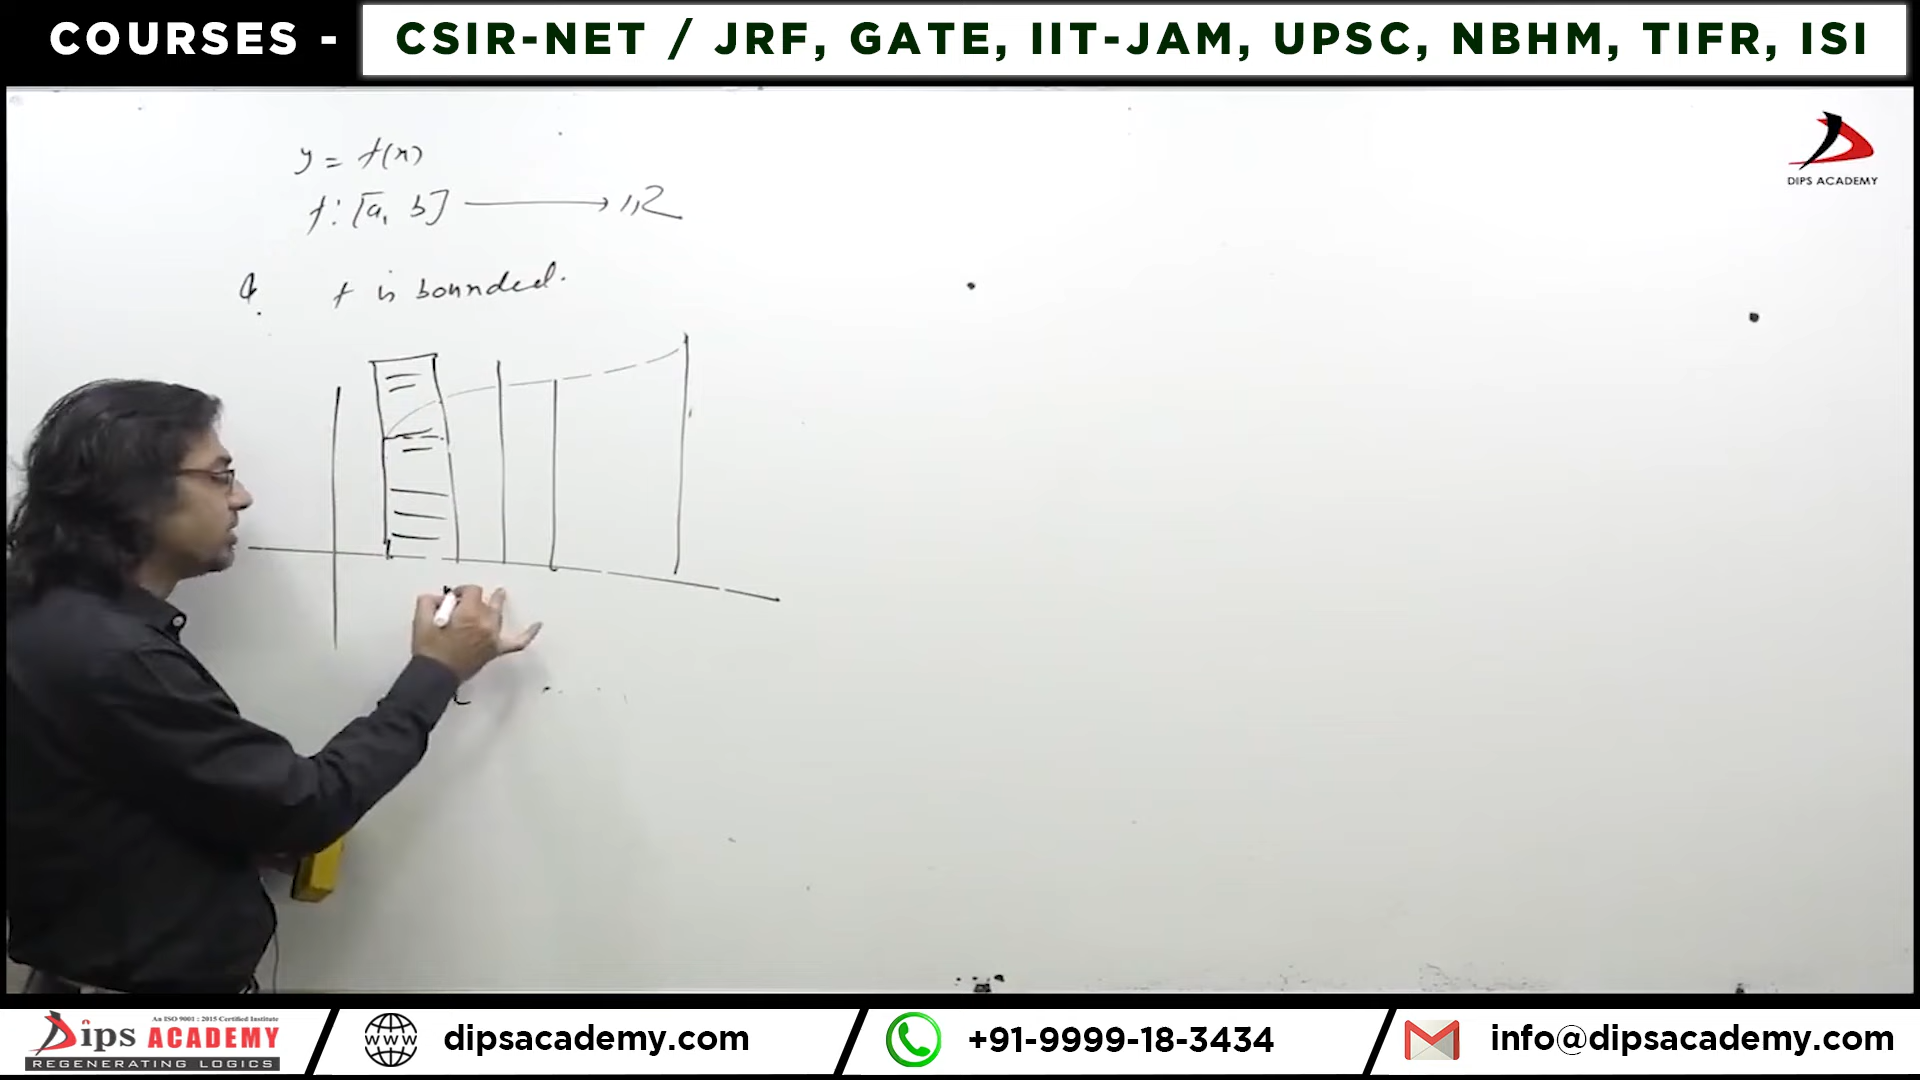 COURSES - CSIR-NET / JRF, GATE, IIT-JAM, UPSC, NBHM, TIFR, ISI
DIPS ACADEMY
y = f(x)
f: [a, b] → ℝ
f is bounded.
An ISO 9001 : 2015 Certified Institute
Dips ACADEMY
REGENERATING LOGICS
WWW
dipsacademy.com
+91-9999-18-3434
info@dipsacademy.com